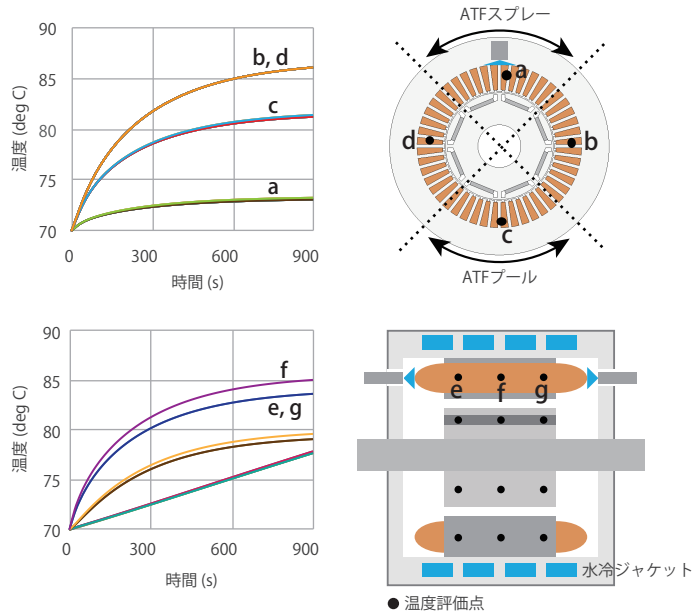 90
85
80
75
70
温度 (deg C)
b, d
c
a
0
300
600
900
時間 (s)
ATFスプレー
a
b
c
d
ATFプール
90
85
80
75
70
温度 (deg C)
f
e, g
0
300
600
900
時間 (s)
e
f
g
水冷ジャケット
● 温度評価点